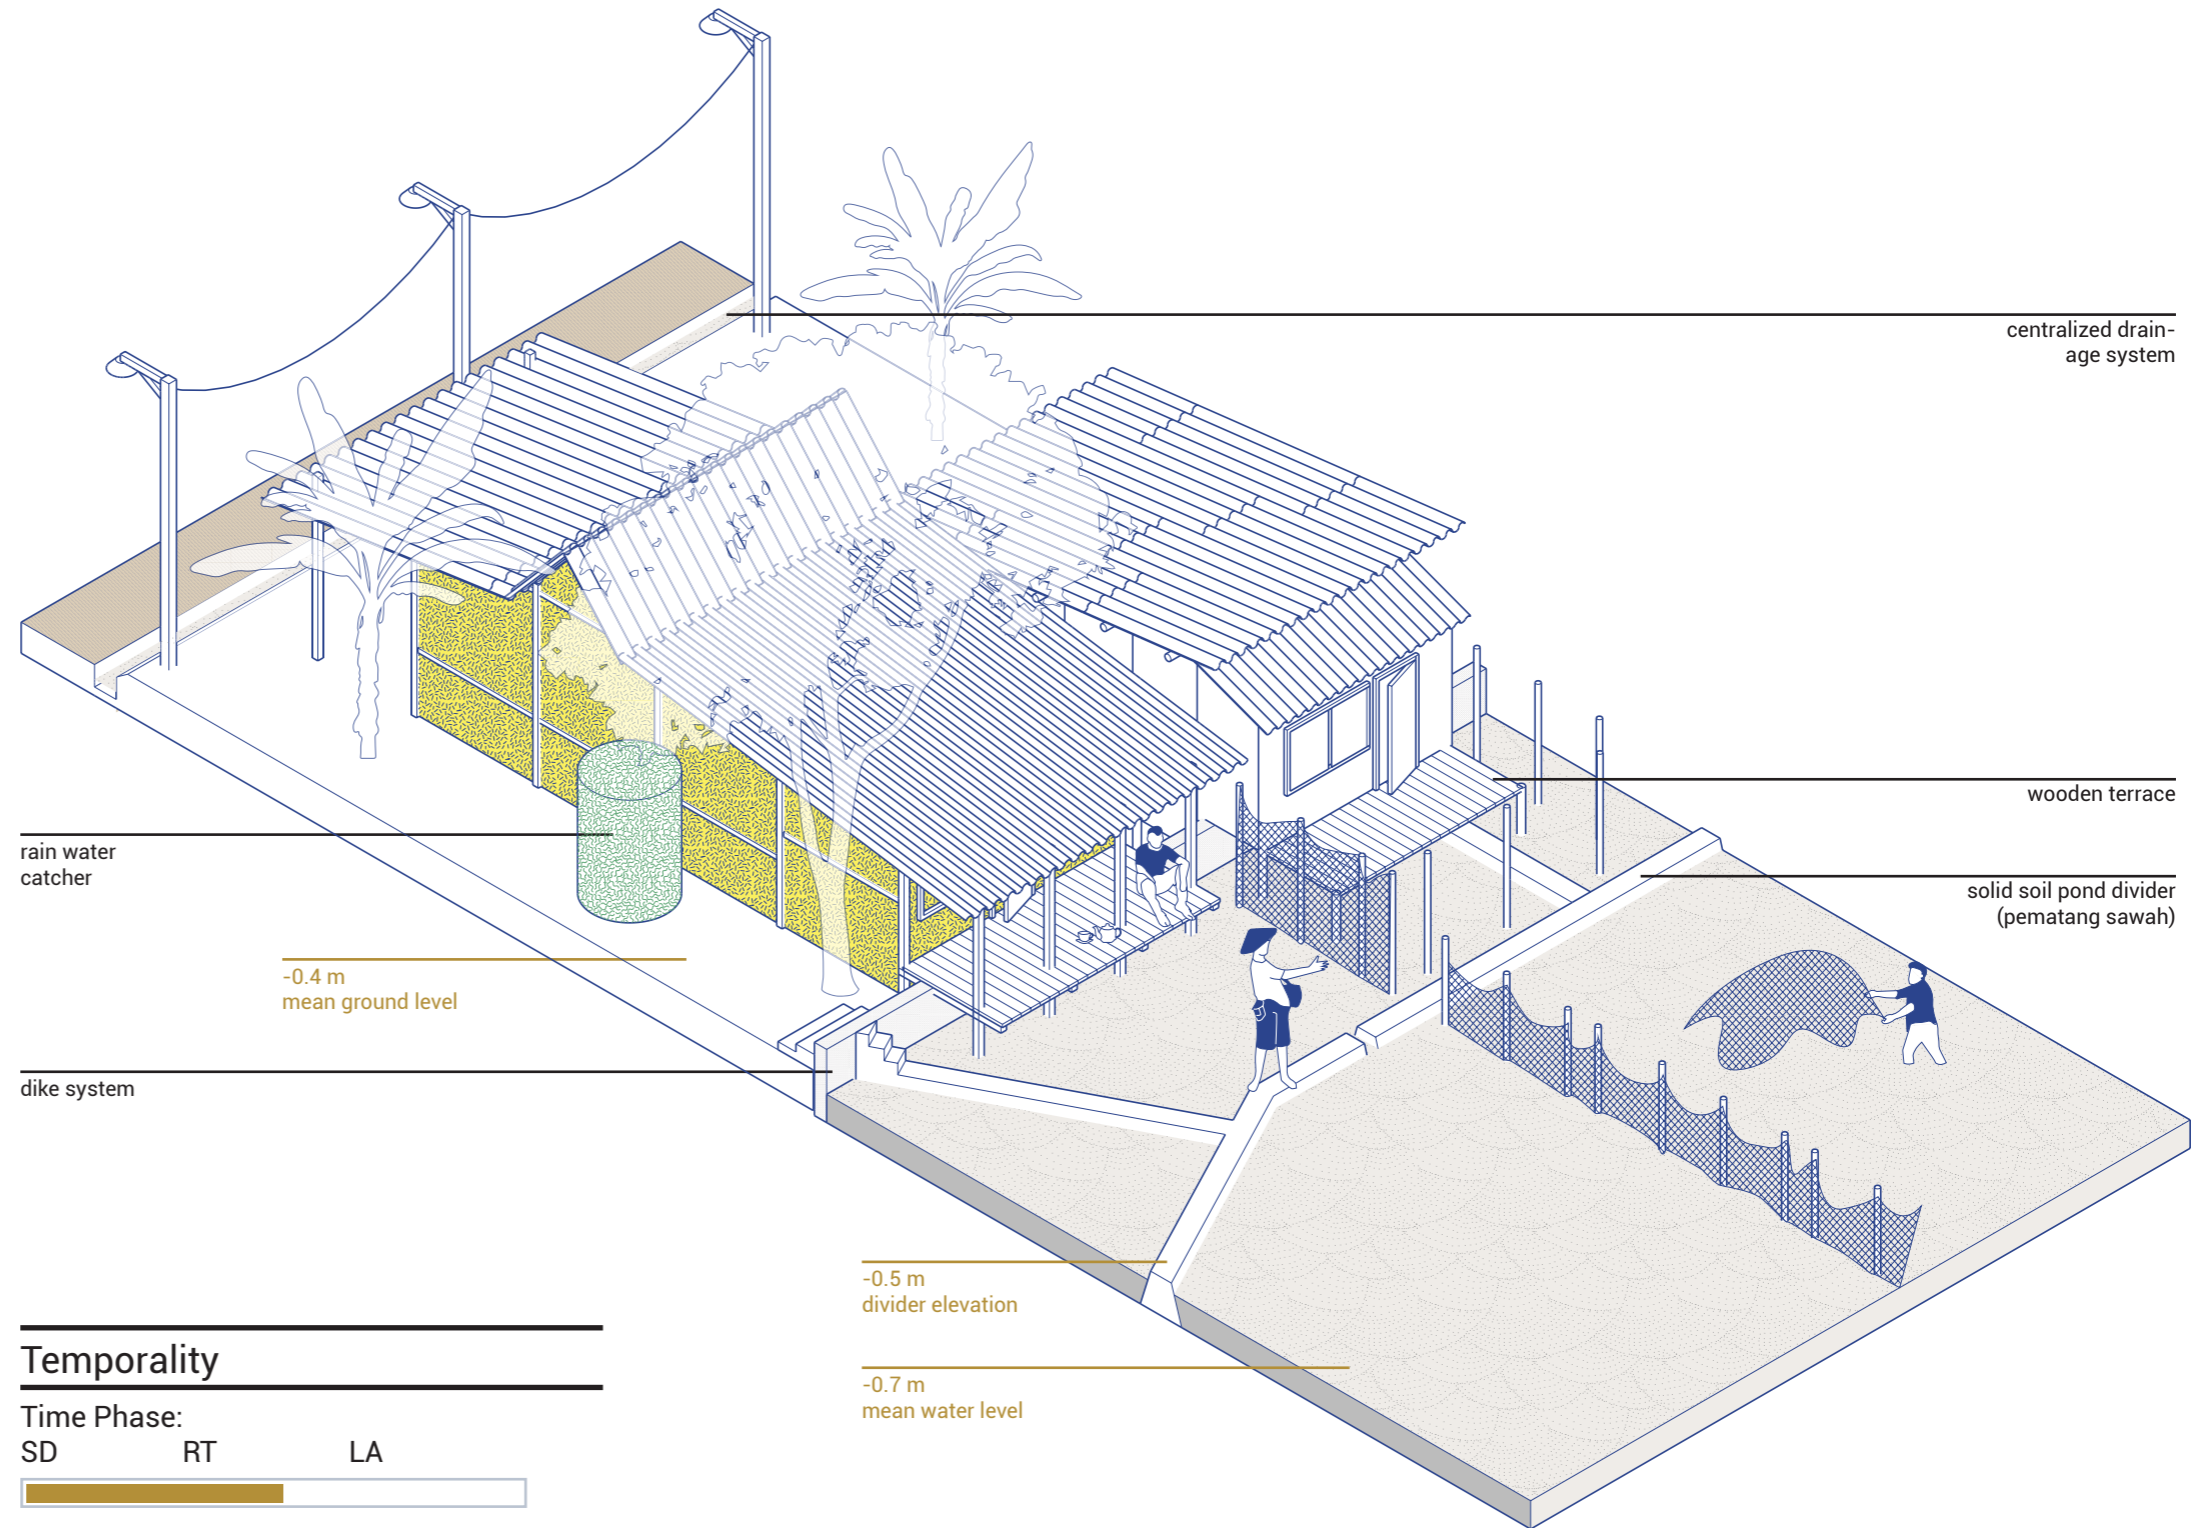 centralized drain-
age system
wooden terrace
rain water
catcher
solid soil pond divider
(pematang sawah)
-0.4 m
mean ground level
dike system
-0.5 m
divider elevation
-0.7 m
mean water level
Temporality
Time Phase:
SD RT LA